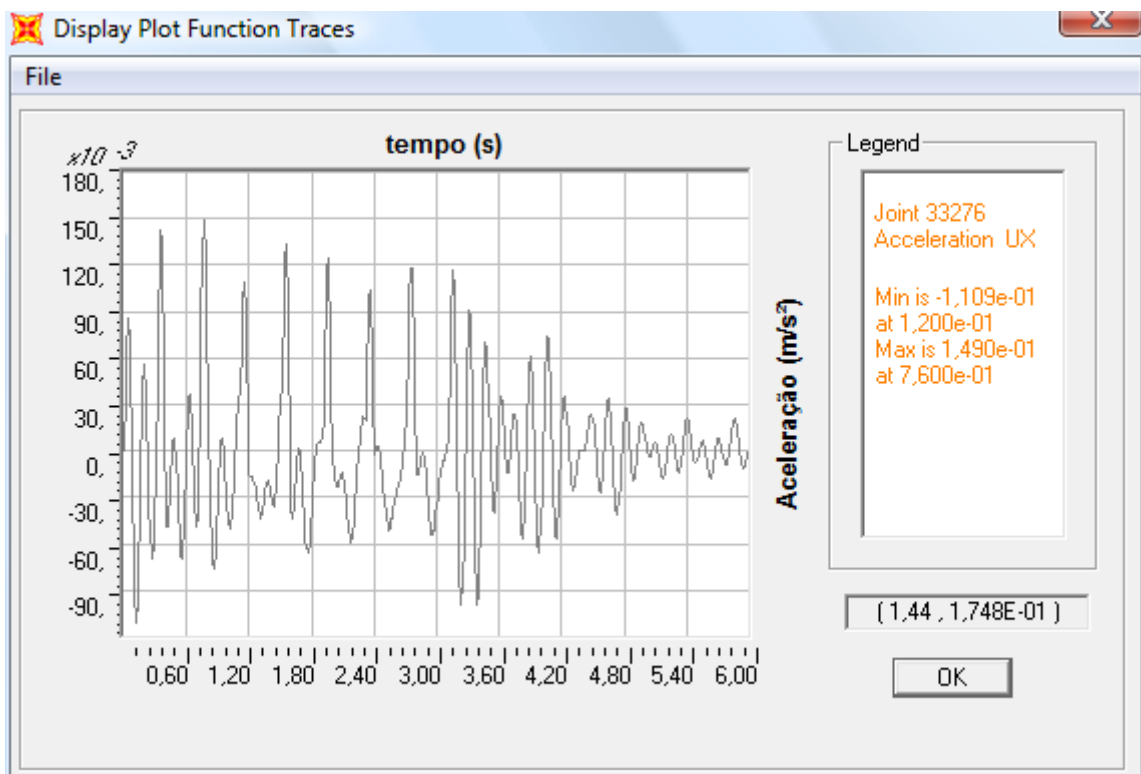 Display Plot Function Traces
File
tempo (s)
x10 -3
180,
150,
120,
90,
60,
30,
0,
-30,
-60,
-90,
0,60 1,20 1,80 2,40 3,00 3,60 4,20 4,80 5,40 6,00
Aceleração (m/s²)
Legend
Joint 33276
Acceleration UX
Min is -1,109e-01
at 1,200e-01
Max is 1,490e-01
at 7,600e-01
( 1,44 , 1,748E-01 )
OK